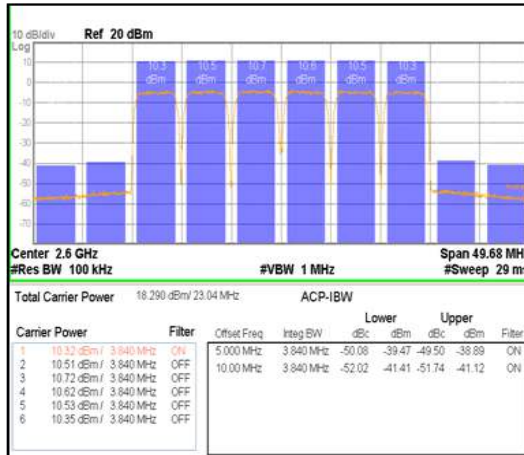 10 dB/div Ref 20 dBm
Log
10.3 10.5 10.7 10.6 10.5 10.3
dBm dBm dBm dBm dBm dBm
10
0
-10
-20
-30
-40
-50
-60
-70
Center 2.6 GHz Span 49.68 MH
#Res BW 100 kHz #VBW 1 MHz #Sweep 29 ms
Total Carrier Power 18.290 dBm/ 23.04 MHz ACP-IBW
Lower Upper
Carrier Power Filter Offset Freq Integ BW dBc dBm dBc dBm Filter
1 10.32 dBm / 3.840 MHz ON 5.000 MHz 3.840 MHz -50.08 -39.47 -49.50 -38.89 ON
2 10.51 dBm / 3.840 MHz OFF 10.00 MHz 3.840 MHz -52.02 -41.41 -51.74 -41.12 ON
3 10.72 dBm / 3.840 MHz OFF
4 10.62 dBm / 3.840 MHz OFF
5 10.53 dBm / 3.840 MHz OFF
6 10.35 dBm / 3.840 MHz OFF